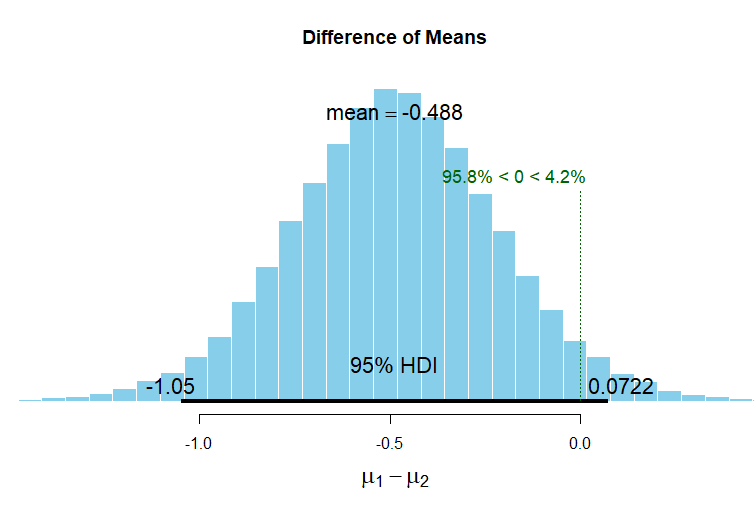 Difference of Means
mean = -0.488
95.8% < 0 < 4.2%
95% HDI
-1.05 0.0722
-1.0 -0.5 0.0
μ1 − μ2